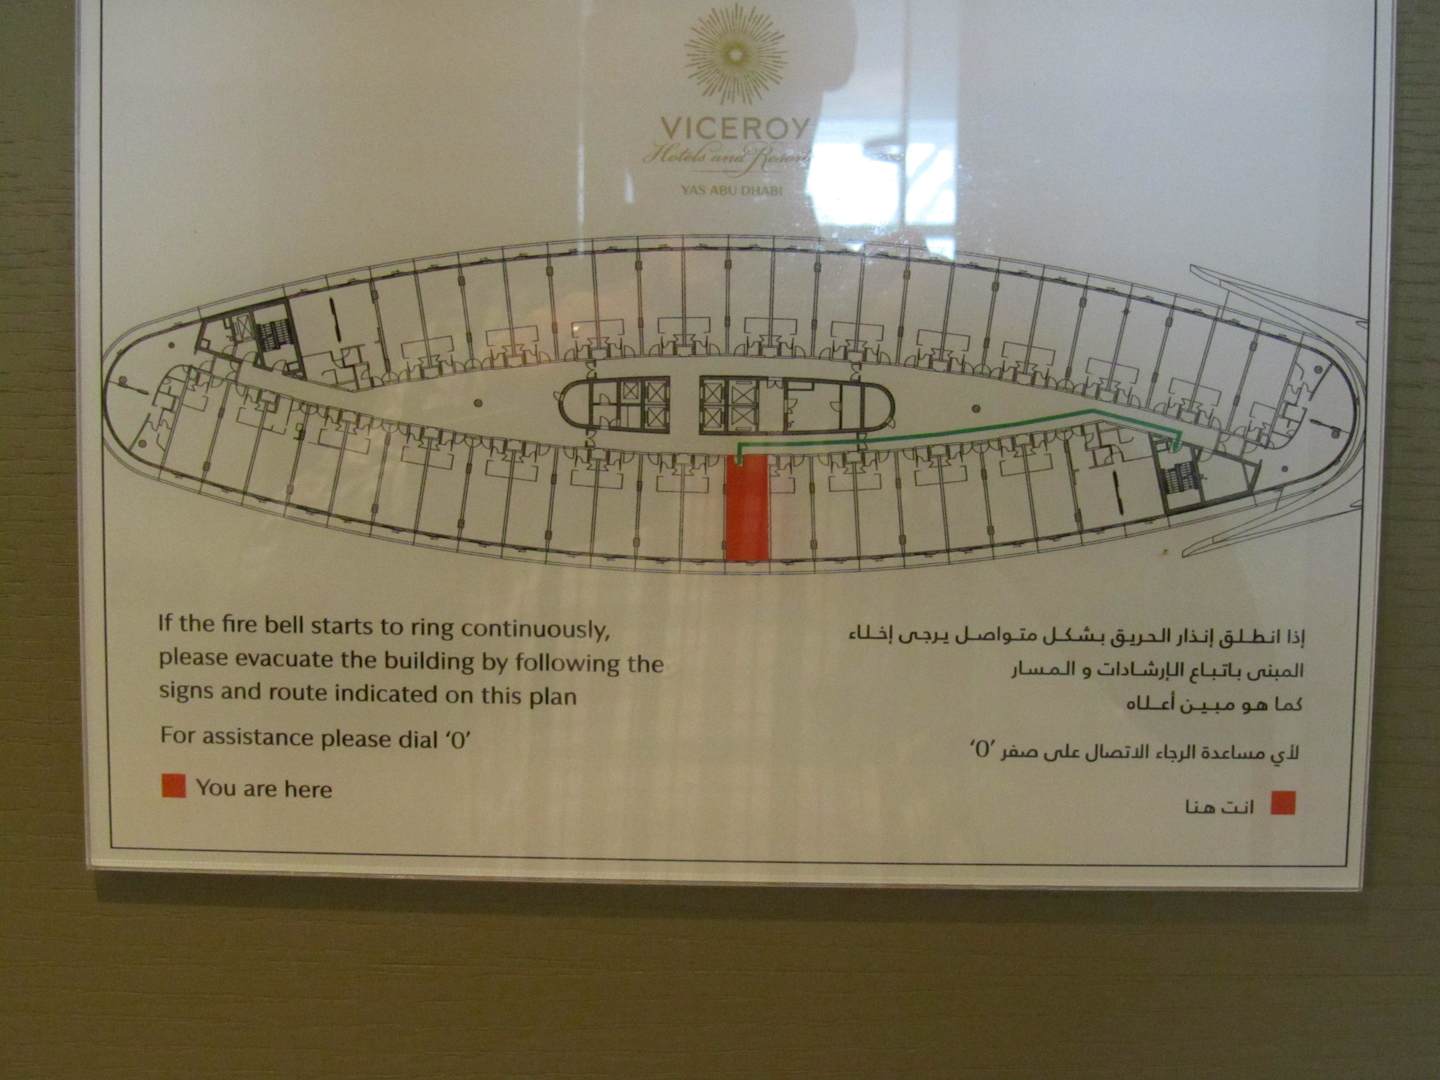 VICEROY
Hotels and Resorts
YAS ABU DHABI
If the fire bell starts to ring continuously,
please evacuate the building by following the
signs and route indicated on this plan
For assistance please dial ‘0’
You are here
إذا انطلق إنذار الحريق بشكل متواصل يرجى إخلاء
المبنى باتباع الإرشادات و المسار
كما هو مبين أعلاه
لأي مساعدة الرجاء الاتصال على صفر ’0‘
انت هنا